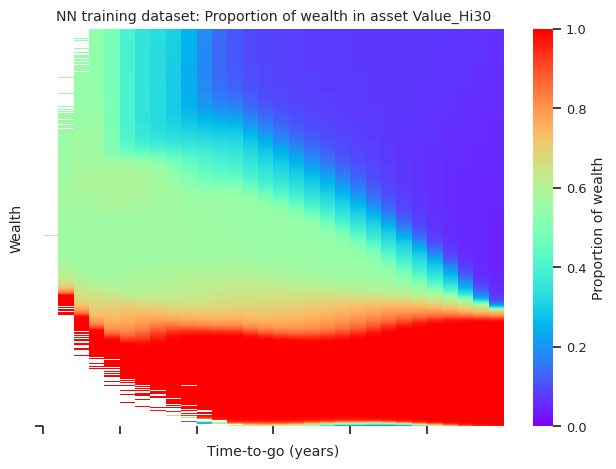 NN training dataset: Proportion of wealth in asset Value_Hi30
Wealth
Time-to-go (years)
1.0
0.8
0.6
0.4
0.2
0.0
Proportion of wealth